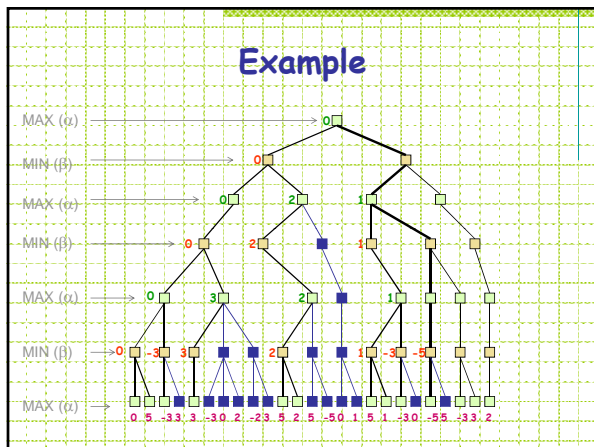 Example
MAX (α) 0
MIN (β) 0
MAX (α) 0 2 1
MIN (β) 0 2 1
MAX (α) 0 3 2 1
MIN (β) 0 -3 3 2 1 -3 -5
MAX (α)
0 5 -3 3 3 -3 0 2 -2 3 5 2 5 -5 0 1 5 1 -3 0 -5 5 -3 3 2